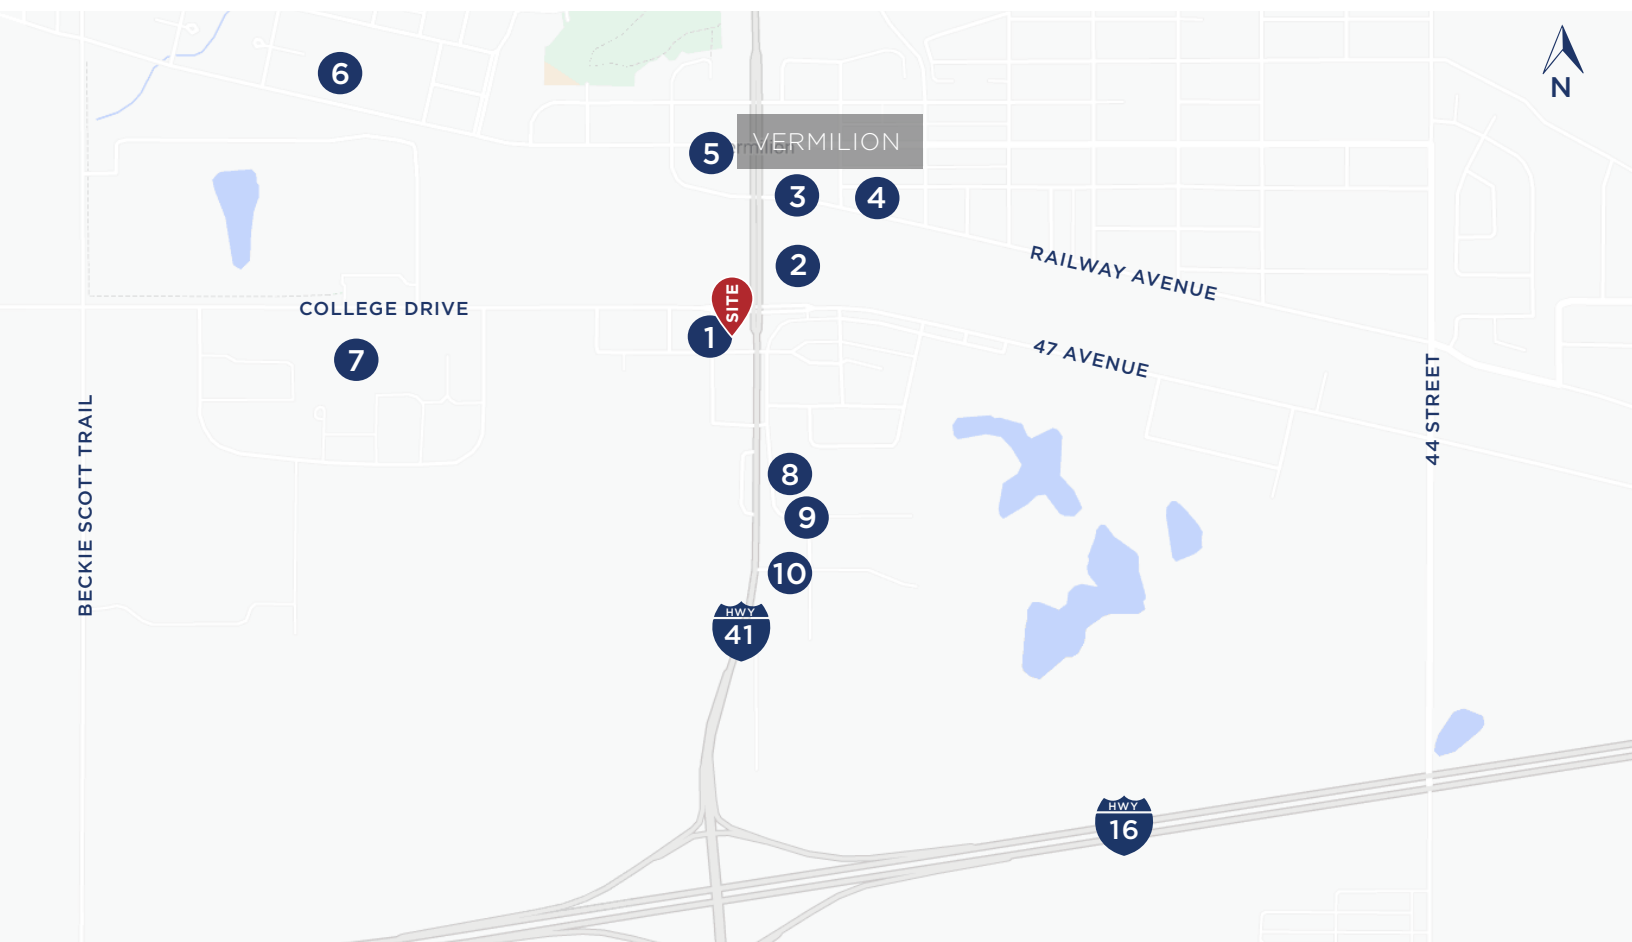 6
N
VERMILION
5
3
4
RAILWAY AVENUE
2
SITE
COLLEGE DRIVE
1
47 AVENUE
7
44 STREET
BECKIE SCOTT TRAIL
8
9
10
HWY
41
HWY
16